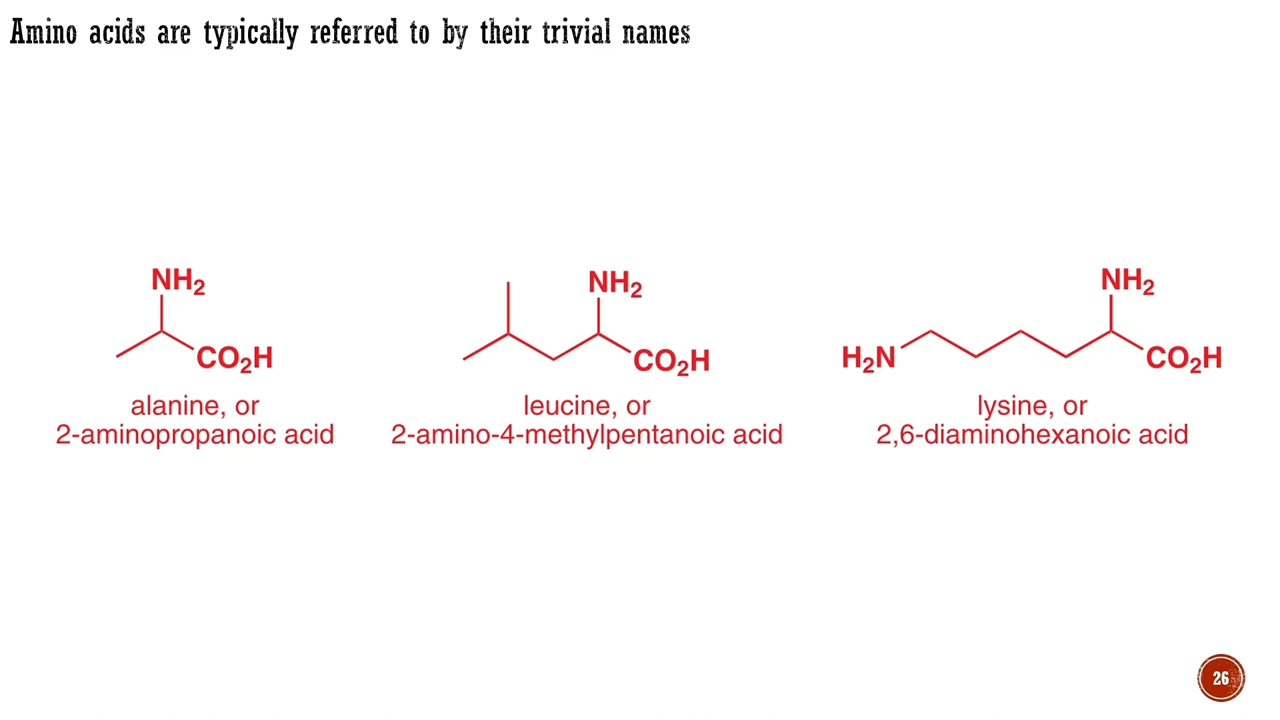 Amino acids are typically referred to by their trivial names
NH₂
CO₂H
alanine, or
2-aminopropanoic acid
NH₂
CO₂H
leucine, or
2-amino-4-methylpentanoic acid
NH₂
H₂N
CO₂H
lysine, or
2,6-diaminohexanoic acid
26